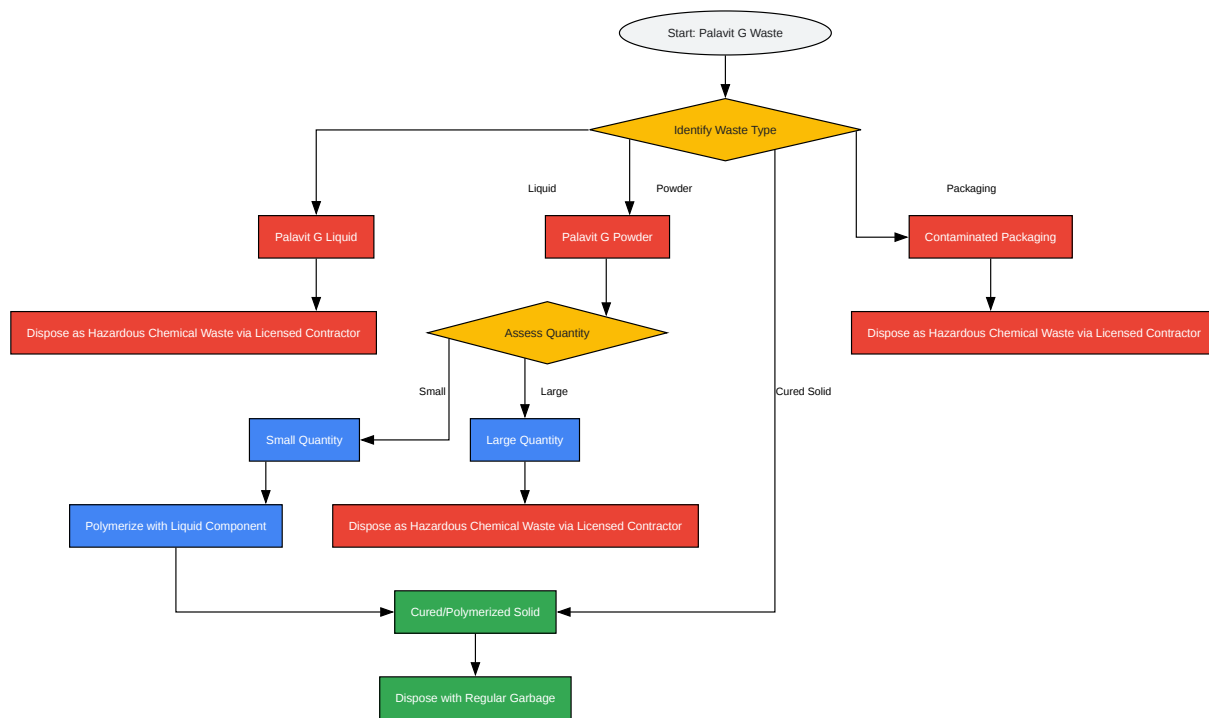 Start: Palavit G Waste
Identify Waste Type
Liquid
Powder
Packaging
Palavit G Liquid
Palavit G Powder
Contaminated Packaging
Dispose as Hazardous Chemical Waste via Licensed Contractor
Assess Quantity
Dispose as Hazardous Chemical Waste via Licensed Contractor
Small
Large
Cured Solid
Small Quantity
Large Quantity
Polymerize with Liquid Component
Dispose as Hazardous Chemical Waste via Licensed Contractor
Cured/Polymerized Solid
Dispose with Regular Garbage